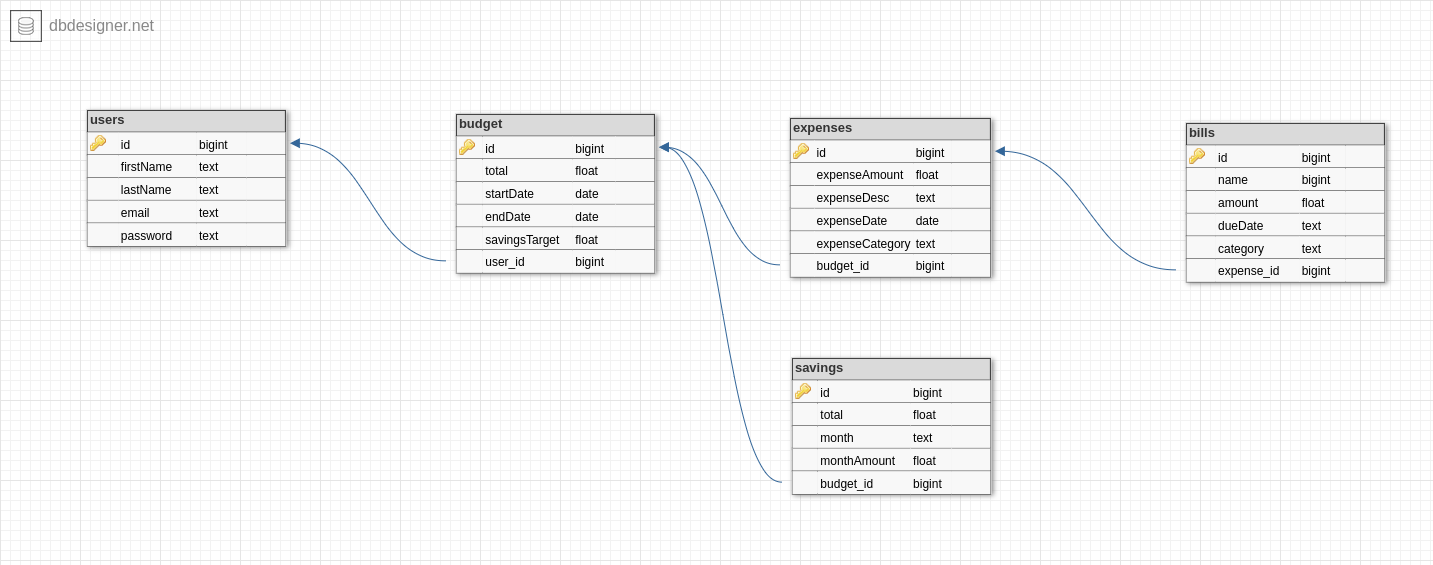 dbdesigner.net
users
id bigint
firstName text
lastName text
email text
password text
budget
id bigint
total float
startDate date
endDate date
savingsTarget float
user_id bigint
expenses
id bigint
expenseAmount float
expenseDesc text
expenseDate date
expenseCategory text
budget_id bigint
bills
id bigint
name bigint
amount float
dueDate text
category text
expense_id bigint
savings
id bigint
total float
month text
monthAmount float
budget_id bigint